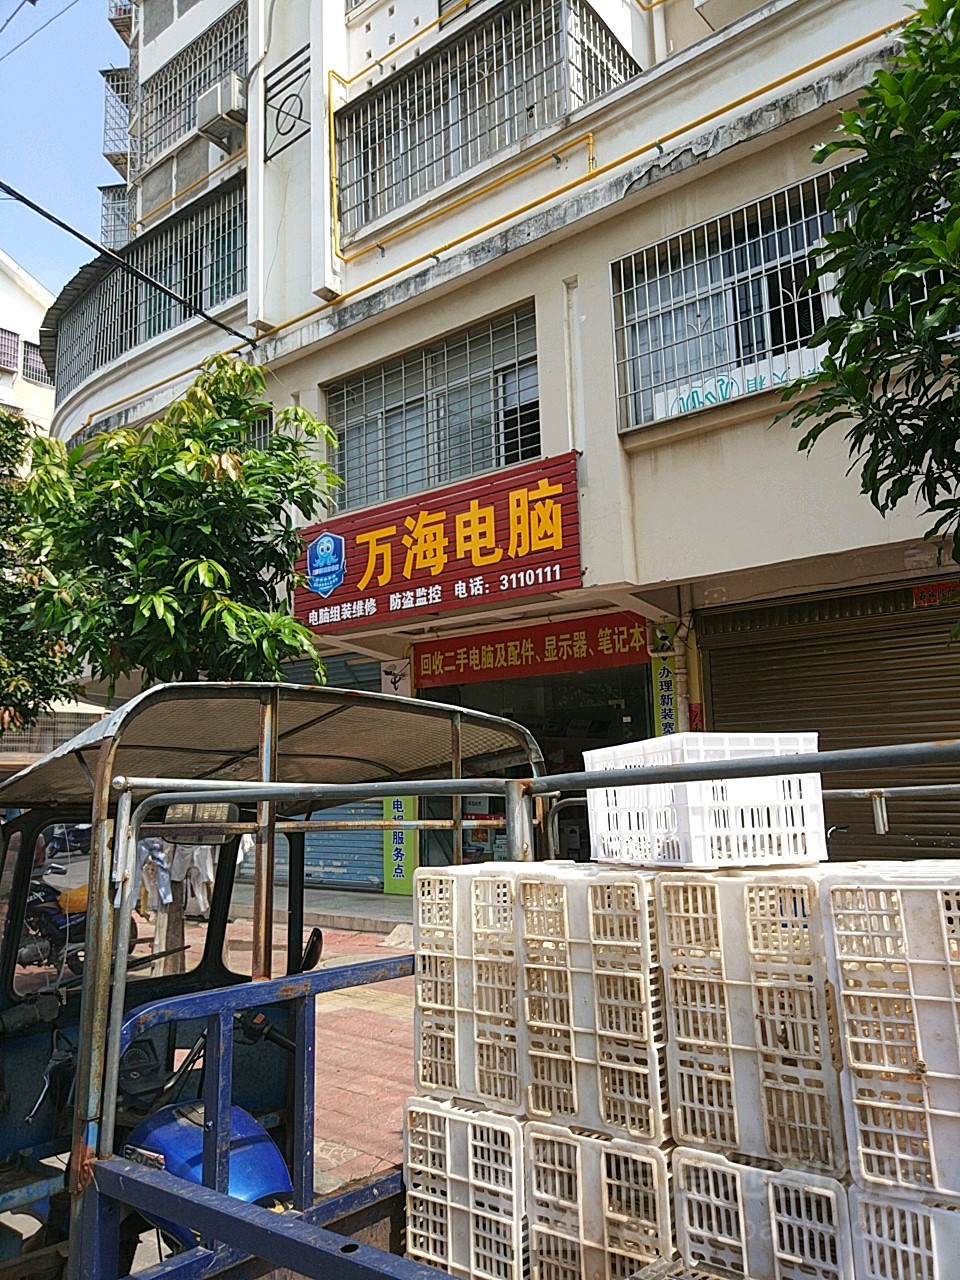 万海电脑
电脑组装维修 防盗监控 电话：3110111
回收二手电脑及配件、显示器、笔记本
办理新装宽
服务点